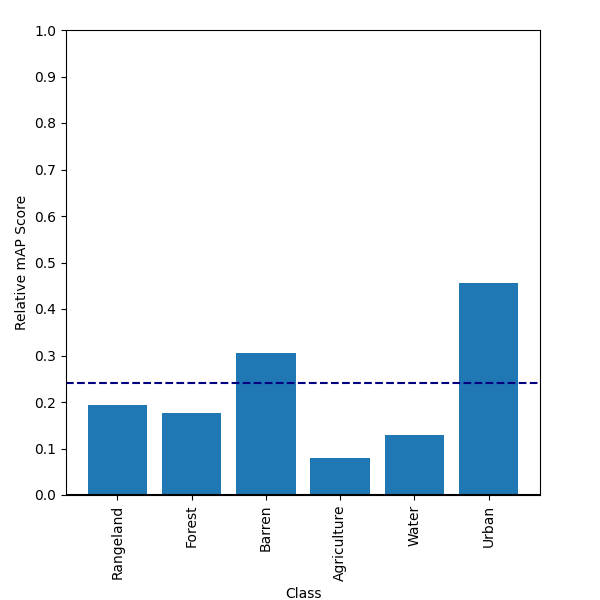 1.0
0.9
0.8
0.7
0.6
0.5
0.4
0.3
0.2
0.1
0.0
Relative mAP Score
Rangeland
Forest
Barren
Agriculture
Water
Urban
Class